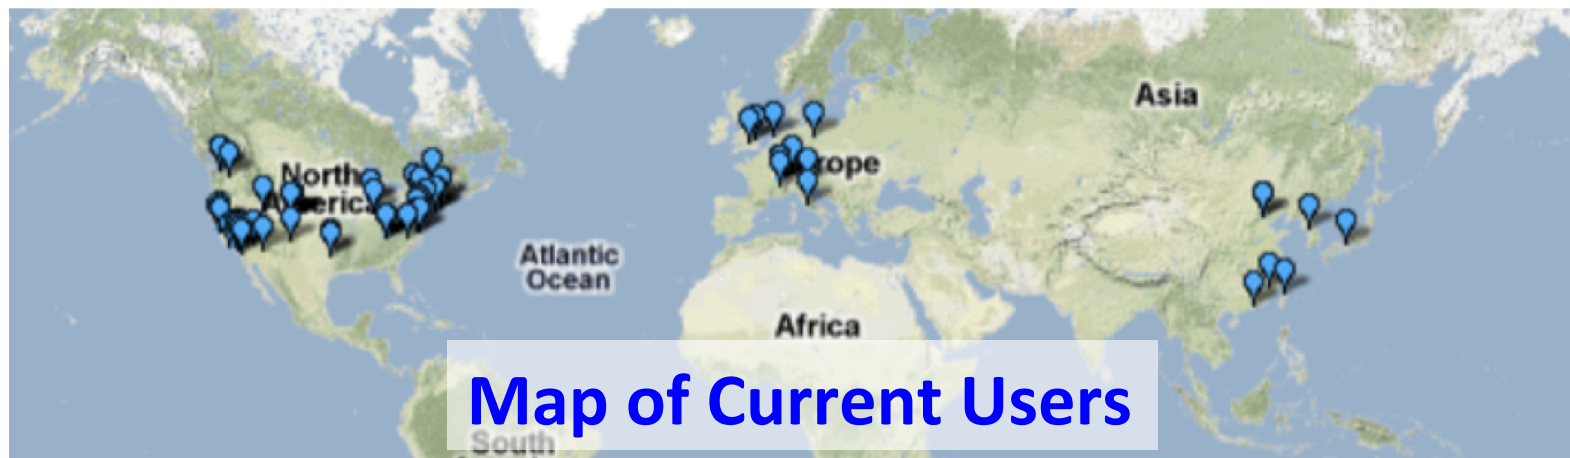 Asia
North
America
Europe
Atlantic
Ocean
Africa
Map of Current Users
South